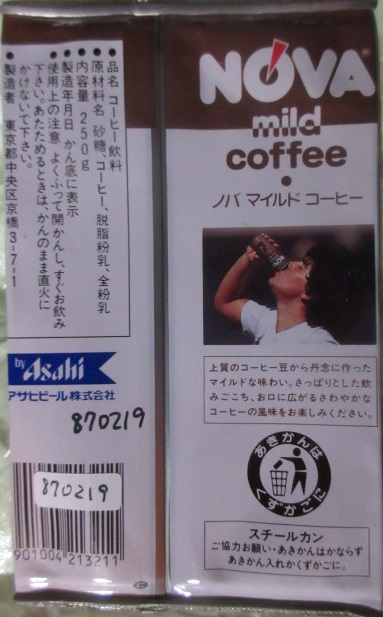 ●品名 コーヒー飲料
●原材料名 砂糖、コーヒー、脱脂粉乳、全粉乳
●内容量 250g
●製造年月日 かん底に表示
●使用上の注意 よくふって開かんし、すぐお飲み
下さい。あたためるときは、かんのまま直火に
かけないで下さい。
●製造者 東京都中央区京橋3-7-1
by Asahi
アサヒビール株式会社
870219
870219
901004 213211
NOVA®
mild
coffee
●
ノバ マイルド コーヒー
上質のコーヒー豆から丹念に作った
マイルドな味わい。さっぱりとした飲
みごこち、お口に広がるさわやかな
コーヒーの風味をお楽しみください。
あきかんは
くずかごに
スチールカン
ご協力お願い・あきかんはかならず
あきかん入れかくずかごに。